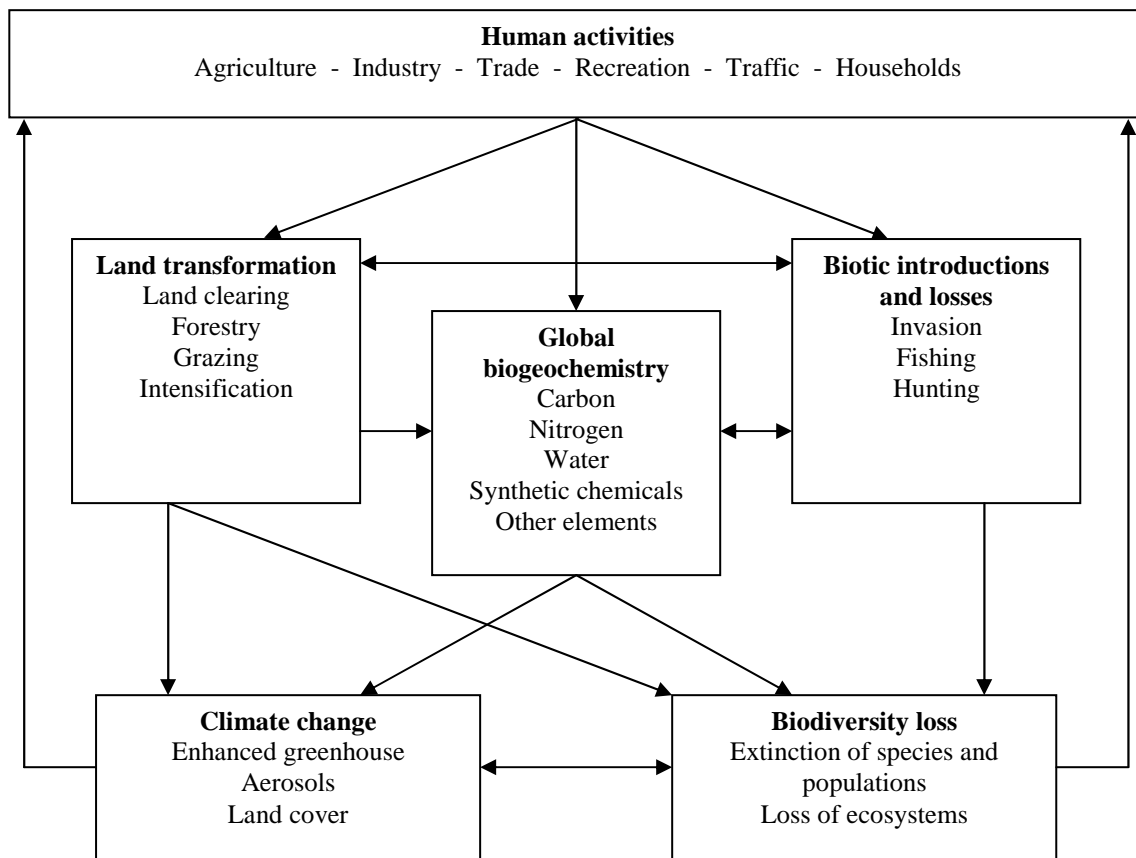 Human activities
Agriculture - Industry - Trade - Recreation - Traffic - Households
Land transformation
Land clearing
Forestry
Grazing
Intensification
Global
biogeochemistry
Carbon
Nitrogen
Water
Synthetic chemicals
Other elements
Biotic introductions
and losses
Invasion
Fishing
Hunting
Climate change
Enhanced greenhouse
Aerosols
Land cover
Biodiversity loss
Extinction of species and
populations
Loss of ecosystems